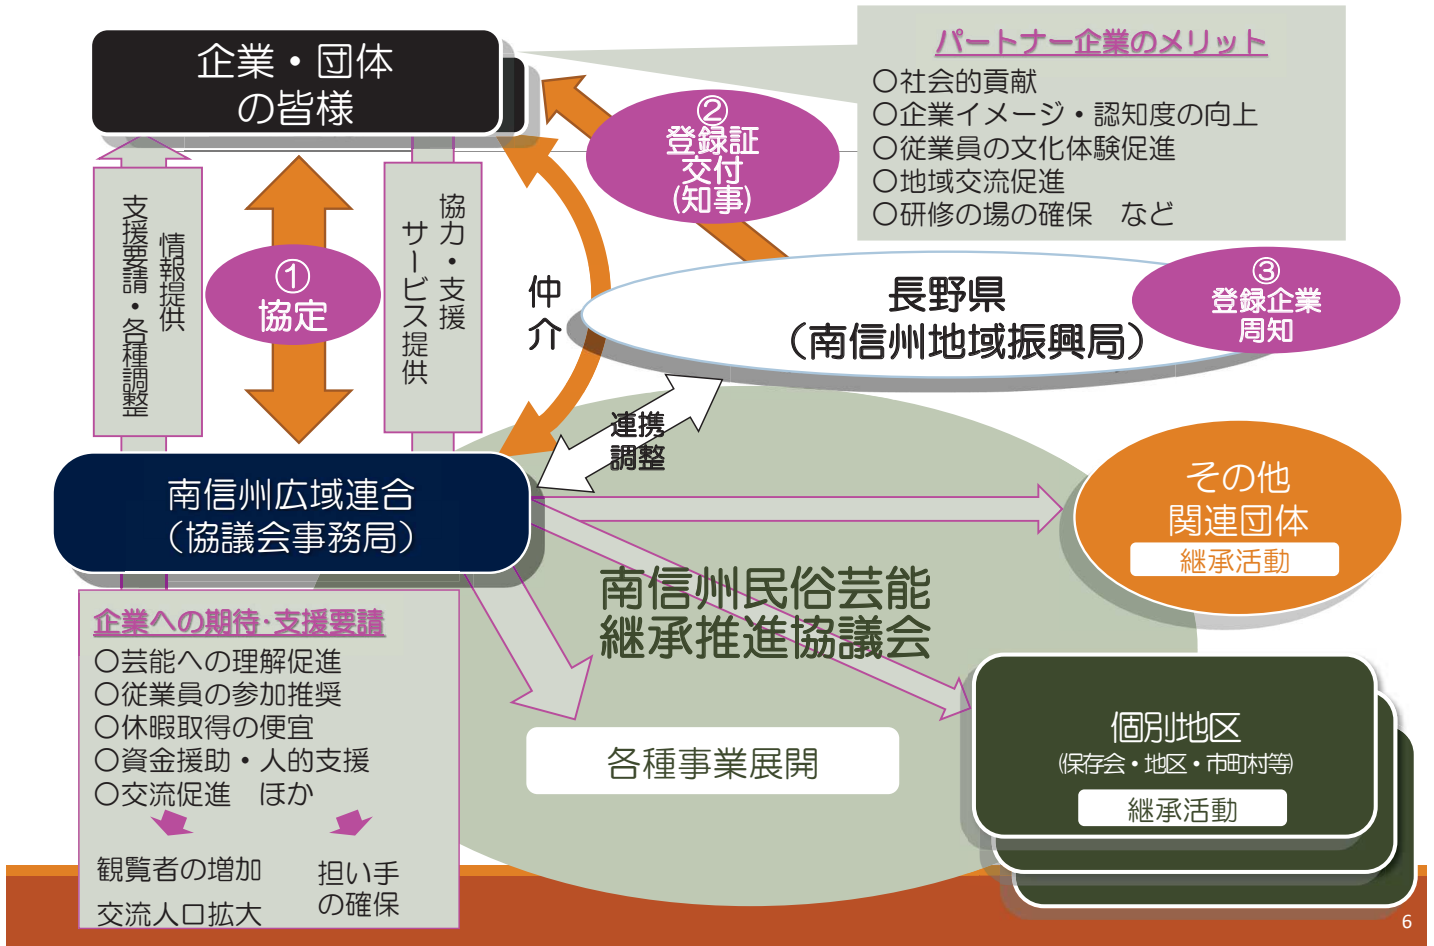 企業・団体
の皆様
パートナー企業のメリット
〇社会的貢献
〇企業イメージ・認知度の向上
〇従業員の文化体験促進
〇地域交流促進
〇研修の場の確保　など
②
登録証
交付
(知事)
情報提供
支援要請・各種調整
①
協定
協力・支援
サービス提供
仲介
長野県
（南信州地域振興局）
③
登録企業
周知
連携
調整
南信州広域連合
（協議会事務局）
その他
関連団体
継承活動
南信州民俗芸能
継承推進協議会
企業への期待・支援要請
〇芸能への理解促進
〇従業員の参加推奨
〇休暇取得の便宜
〇資金援助・人的支援
〇交流促進　ほか
観覧者の増加
交流人口拡大
担い手
の確保
各種事業展開
個別地区
(保存会・地区・市町村等)
継承活動
6